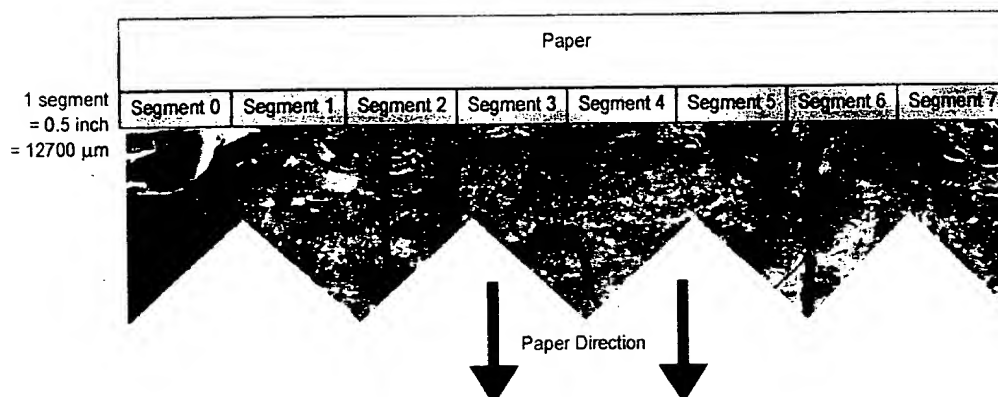 Paper
1 segment
= 0.5 inch
= 12700 µm
Segment 0 Segment 1 Segment 2 Segment 3 Segment 4 Segment 5 Segment 6 Segment 7
Paper Direction